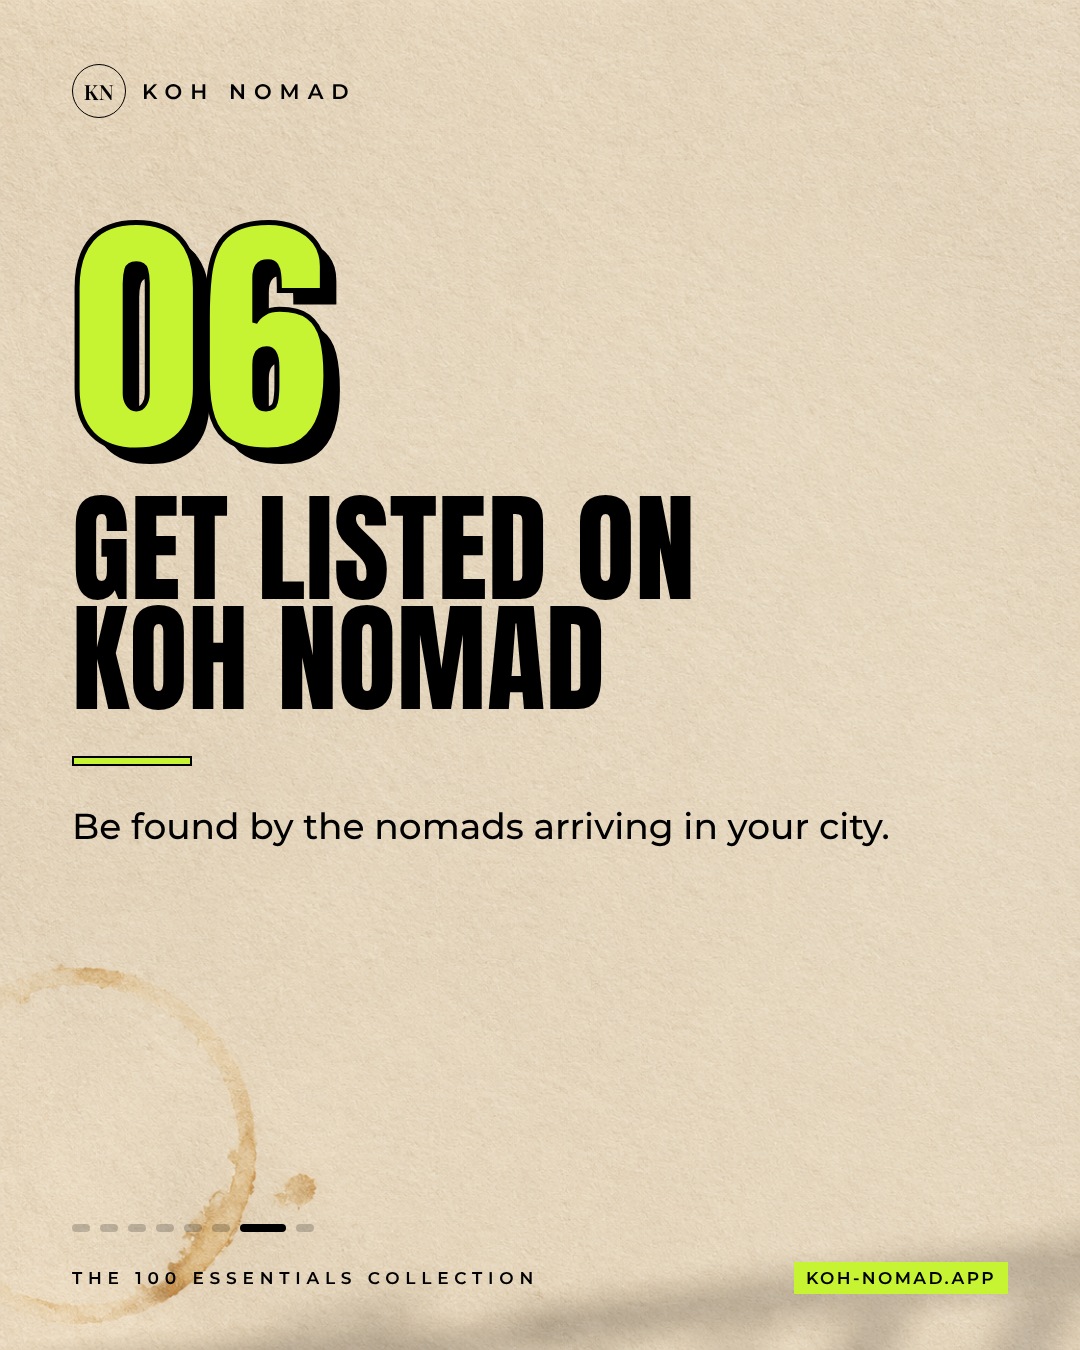 KN KOH NOMAD
06
GET LISTED ON
KOH NOMAD
Be found by the nomads arriving in your city.
THE 100 ESSENTIALS COLLECTION
KOH-NOMAD.APP